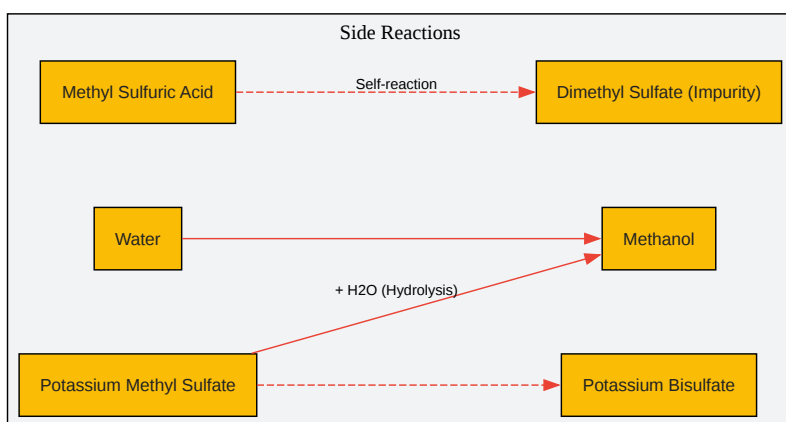 Side Reactions
Methyl Sulfuric Acid
Self-reaction
Dimethyl Sulfate (Impurity)
Water
Methanol
+ H2O (Hydrolysis)
Potassium Methyl Sulfate
Potassium Bisulfate